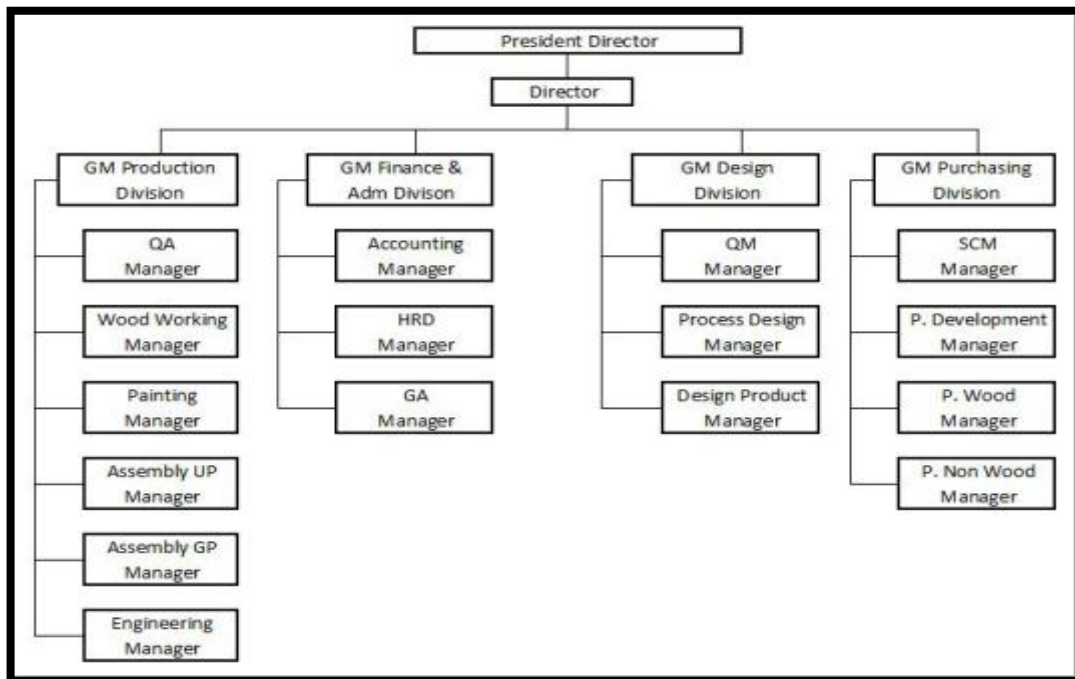 President Director
Director
GM Production
Division
GM Finance &
Adm Divison
GM Design
Division
GM Purchasing
Division
QA
Manager
Wood Working
Manager
Painting
Manager
Assembly UP
Manager
Assembly GP
Manager
Engineering
Manager
Accounting
Manager
HRD
Manager
GA
Manager
QM
Manager
Process Design
Manager
Design Product
Manager
SCM
Manager
P. Development
Manager
P. Wood
Manager
P. Non Wood
Manager